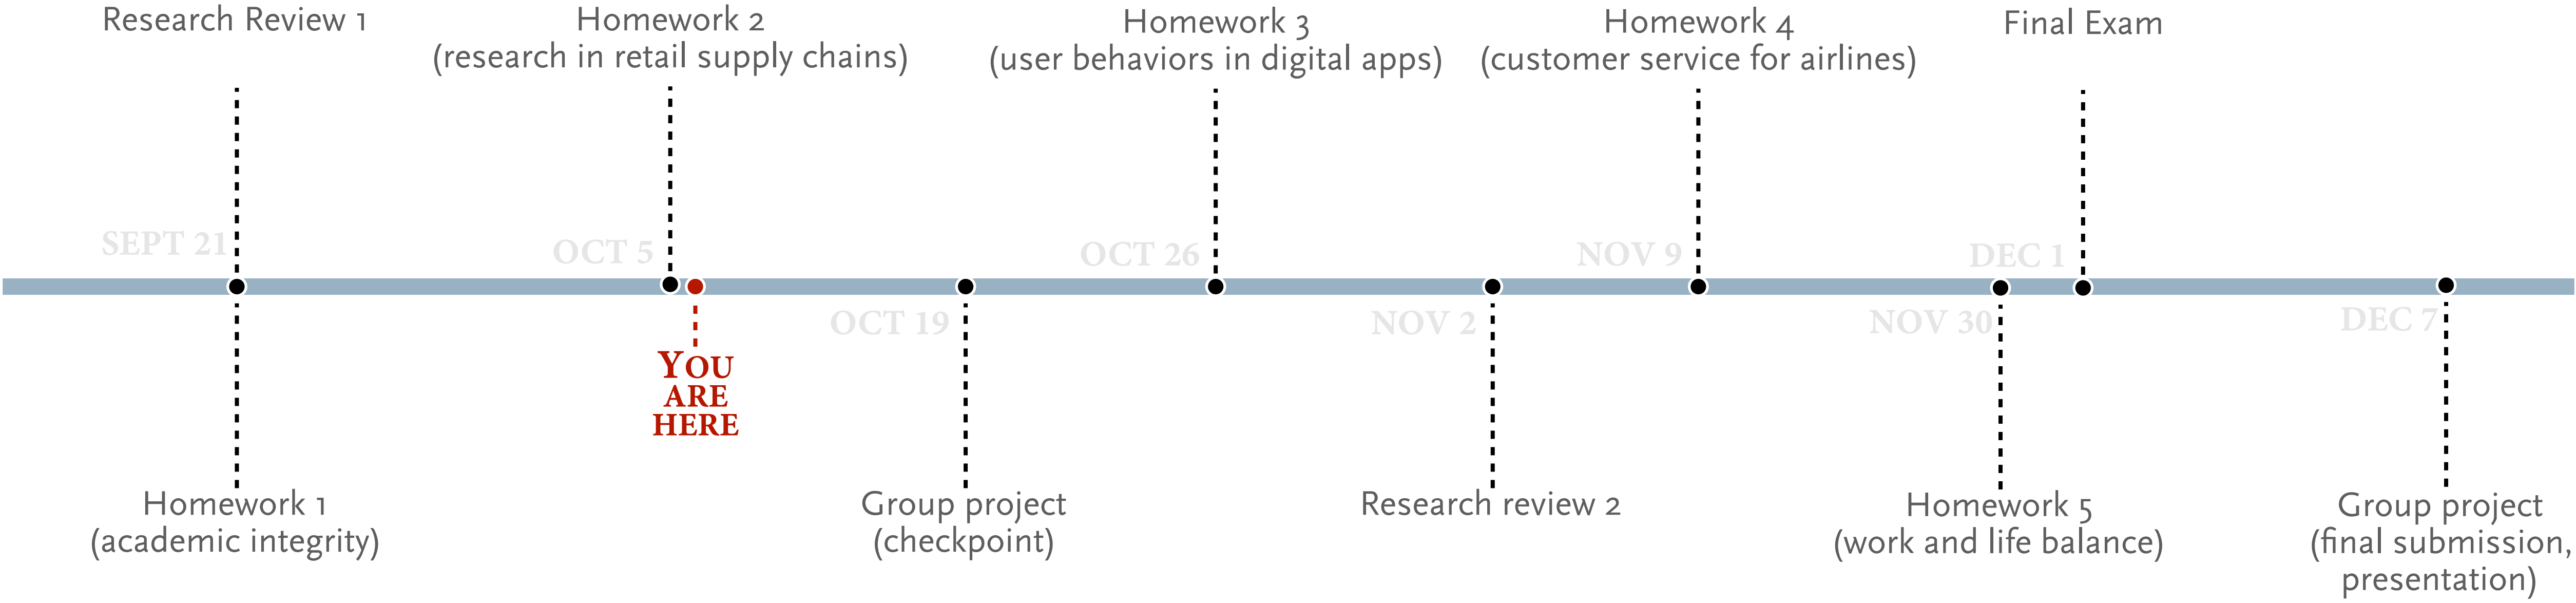 Research Review 1
Homework 2
(research in retail supply chains)
Homework 3
(user behaviors in digital apps)
Homework 4
(customer service for airlines)
Final Exam
SEPT 21
OCT 5
OCT 26
NOV 9
DEC 1
OCT 19
NOV 2
NOV 30
DEC 7
YOU
ARE
HERE
Homework 1
(academic integrity)
Group project
(checkpoint)
Research review 2
Homework 5
(work and life balance)
Group project
(final submission,
presentation)